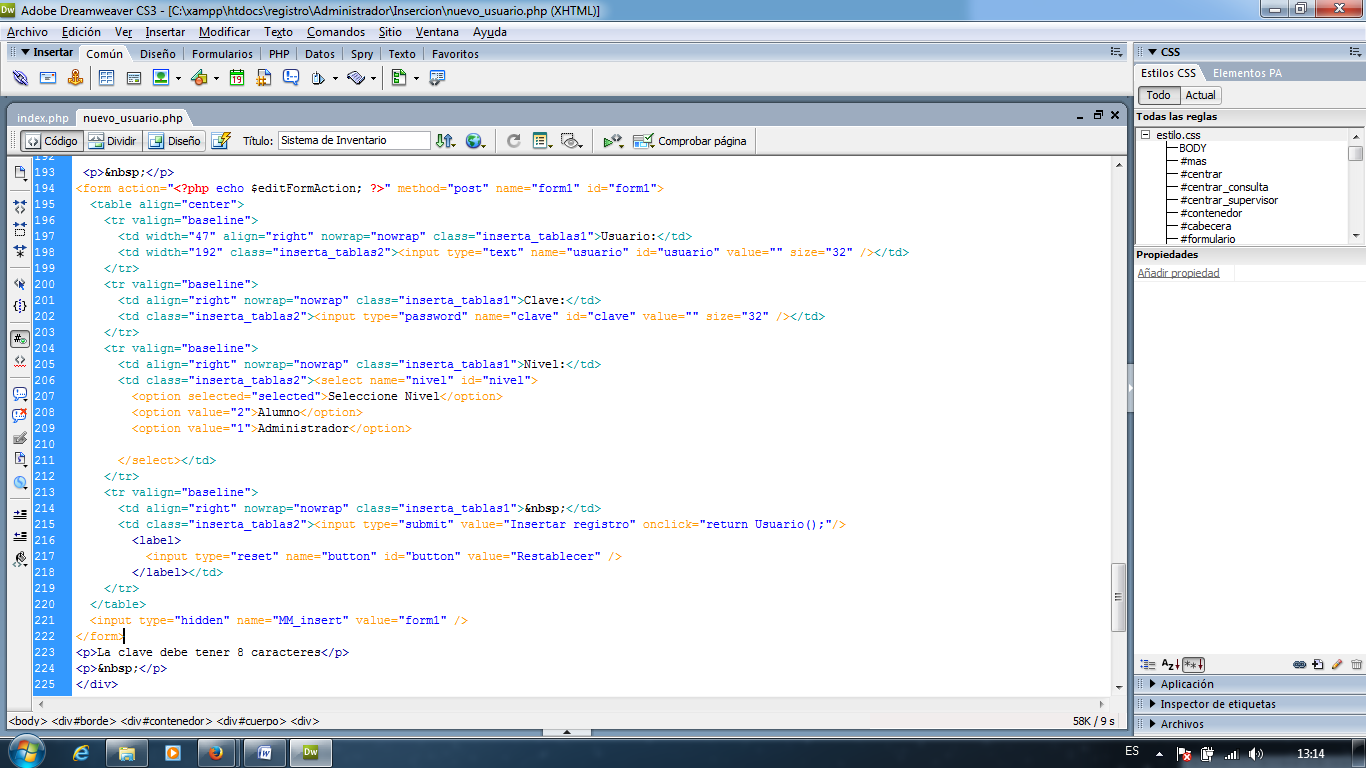 Adobe Dreamweaver CS3 - [C:\xampp\htdocs\registro\Administrador\Insercion\nuevo_usuario.php (XHTML)]
Archivo Edición Ver Insertar Modificar Texto Comandos Sitio Ventana Ayuda
Insertar Común Diseño Formularios PHP Datos Spry Texto Favoritos
index.php nuevo_usuario.php
Código Dividir Diseño Título: Sistema de Inventario Comprobar página
192
193 <p>&nbsp;</p>
194 <form action="<?php echo $editFormAction; ?>" method="post" name="form1" id="form1">
195 <table align="center">
196 <tr valign="baseline">
197 <td width="47" align="right" nowrap="nowrap" class="inserta_tablas1">Usuario:</td>
198 <td width="192" class="inserta_tablas2"><input type="text" name="usuario" id="usuario" value="" size="32" /></td>
199 </tr>
200 <tr valign="baseline">
201 <td align="right" nowrap="nowrap" class="inserta_tablas1">Clave:</td>
202 <td class="inserta_tablas2"><input type="password" name="clave" id="clave" value="" size="32" /></td>
203 </tr>
204 <tr valign="baseline">
205 <td align="right" nowrap="nowrap" class="inserta_tablas1">Nivel:</td>
206 <td class="inserta_tablas2"><select name="nivel" id="nivel">
207 <option selected="selected">Seleccione Nivel</option>
208 <option value="2">Alumno</option>
209 <option value="1">Administrador</option>
210
211 </select></td>
212 </tr>
213 <tr valign="baseline">
214 <td align="right" nowrap="nowrap" class="inserta_tablas1">&nbsp;</td>
215 <td class="inserta_tablas2"><input type="submit" value="Insertar registro" onclick="return Usuario();"/>
216 <label>
217 <input type="reset" name="button" id="button" value="Restablecer" />
218 </label></td>
219 </tr>
220 </table>
221 <input type="hidden" name="MM_insert" value="form1" />
222 </form>
223 <p>La clave debe tener 8 caracteres</p>
224 <p>&nbsp;</p>
225 </div>
<body> <div#borde> <div#contenedor> <div#cuerpo> <div>
58K / 9 s
CSS
Estilos CSS Elementos PA
Todo Actual
Todas las reglas
estilo.css
BODY
#mas
#centrar
#centrar_consulta
#centrar_supervisor
#contenedor
#cabecera
#formulario
Propiedades
Añadir propiedad
Aplicación
Inspector de etiquetas
Archivos
ES 13:14